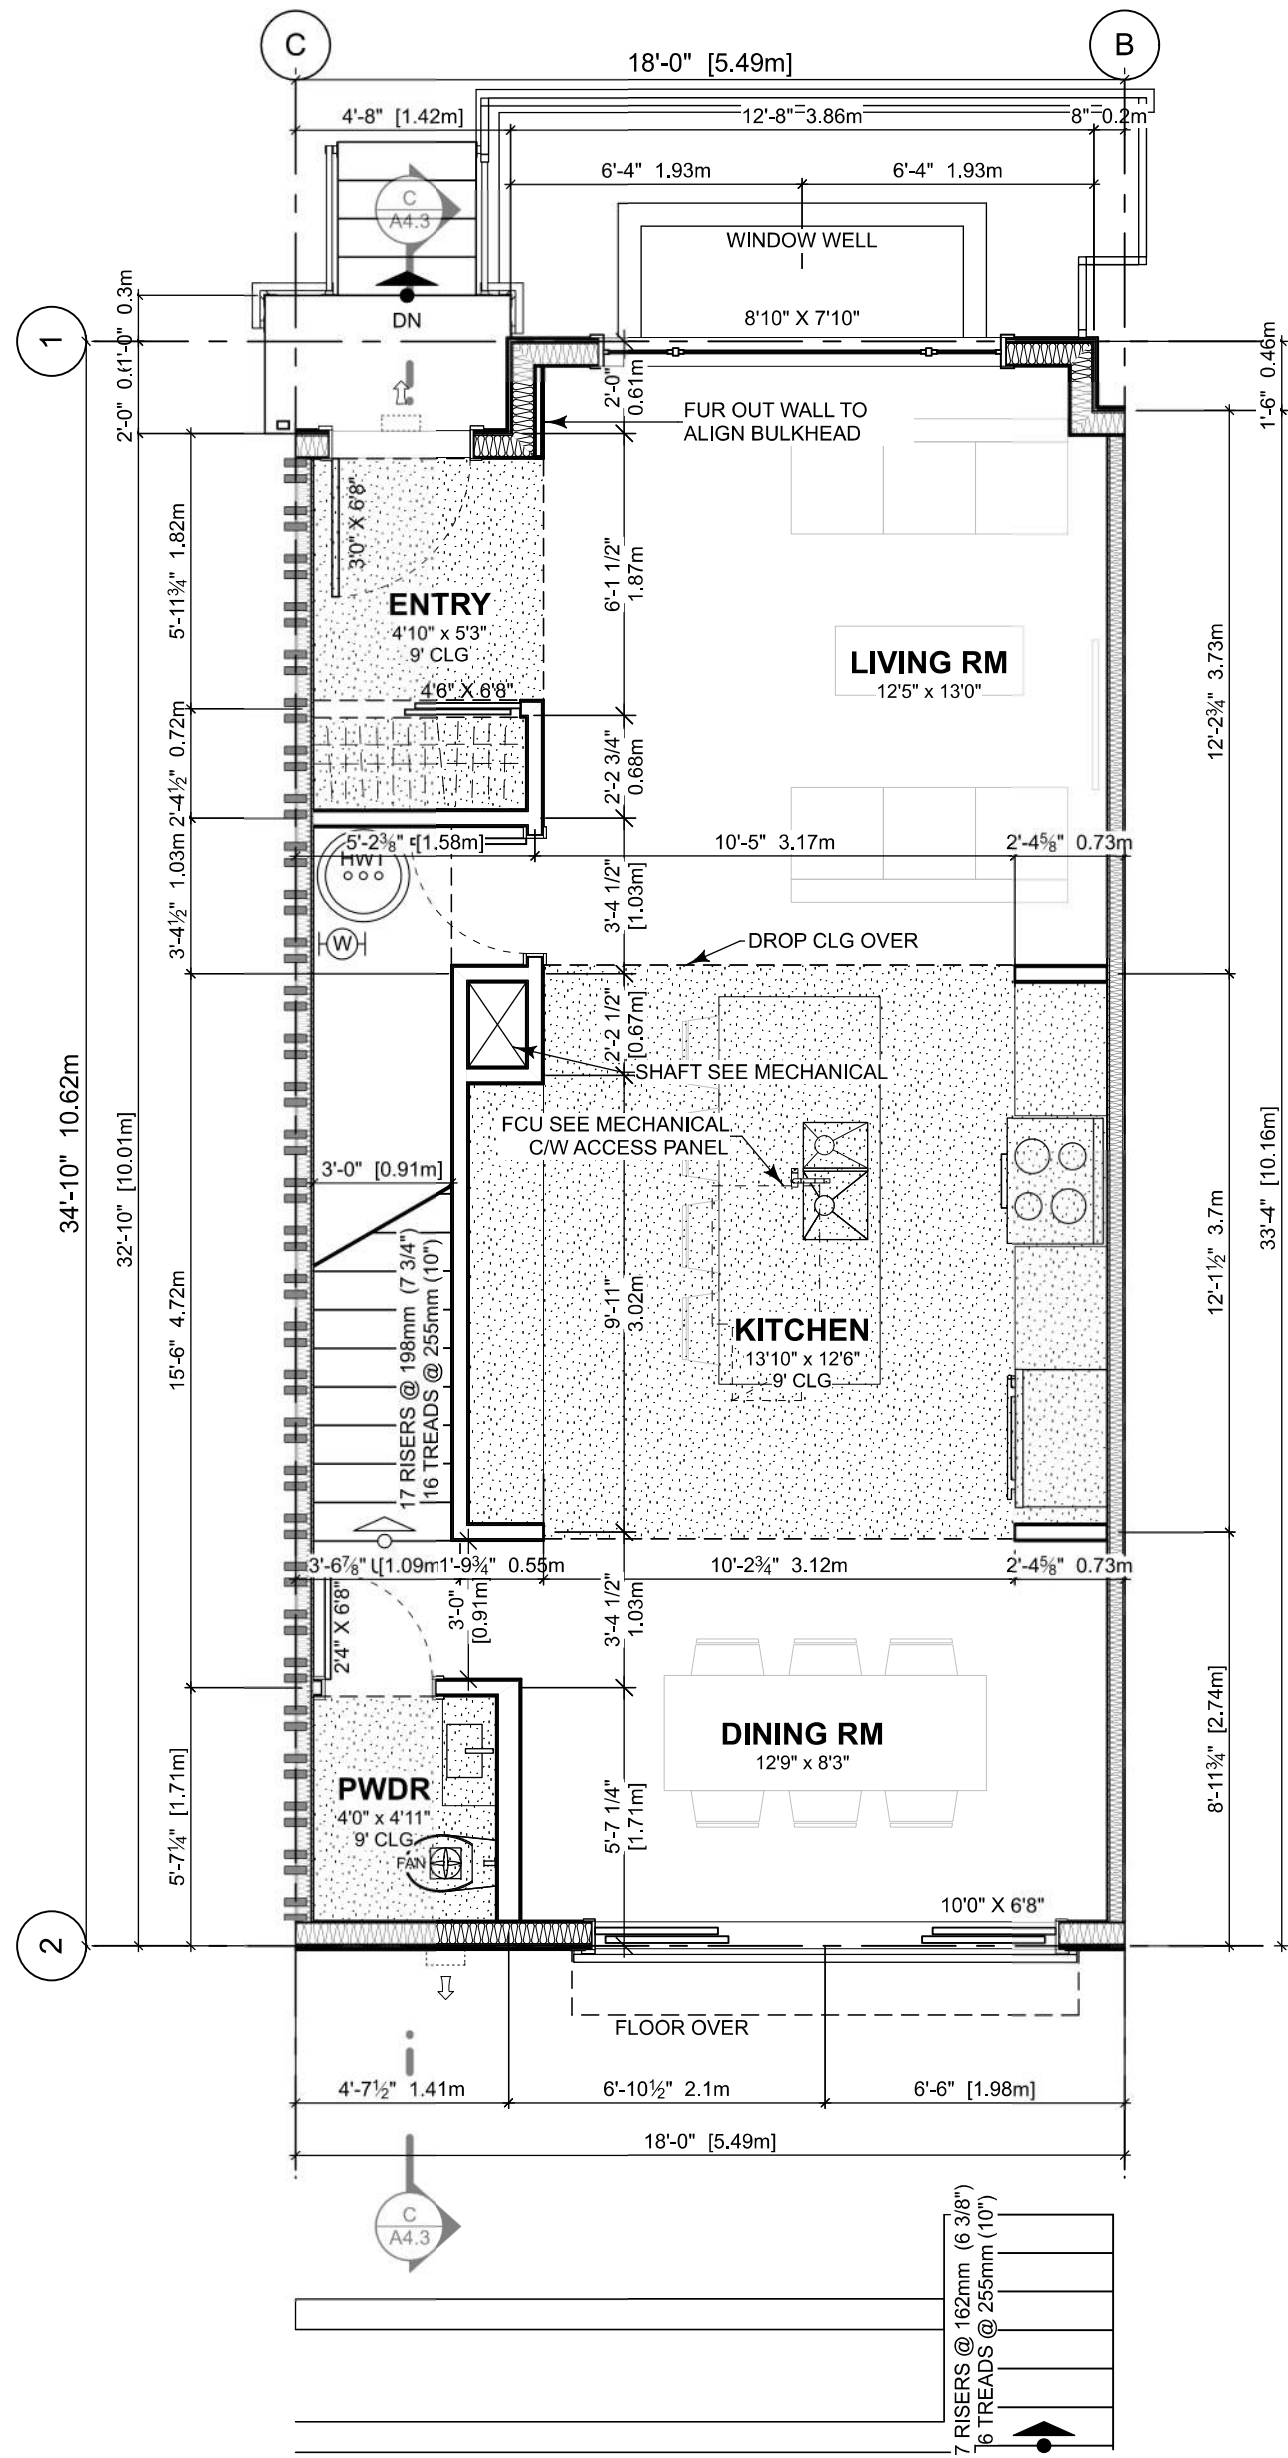 C
B
18'-0" [5.49m]
4'-8" [1.42m]
12'-8" 3.86m
8" 0.2m
6'-4" 1.93m
6'-4" 1.93m
C
A4.3
WINDOW WELL
1'-0" 0.3m
DN
8'10" X 7'10"
1
2'-0"
2'-0"
0.61m
1'-6" 0.46m
FUR OUT WALL TO
ALIGN BULKHEAD
3'0" X 6'8"
5'-11¾" 1.82m
6'-1 1/2"
1.87m
ENTRY
4'10" x 5'3"
9' CLG
LIVING RM
12'5" x 13'0"
12'-2¾" 3.73m
4'6" X 6'8"
2'-4½" 0.72m
2'-2 3/4"
0.68m
5'-2⅜" [1.58m]
10'-5" 3.17m
2'-4⅝" 0.73m
HWT
3'-4½" 1.03m
3'-4 1/2"
[1.03m]
W
DROP CLG OVER
2'-2 1/2"
[0.67m]
SHAFT SEE MECHANICAL
34'-10" 10.62m
32'-10" [10.01m]
FCU SEE MECHANICAL
C/W ACCESS PANEL
3'-0" [0.91m]
12'-1½" 3.7m
33'-4" [10.16m]
15'-6" 4.72m
17 RISERS @ 198mm (7 3/4")
16 TREADS @ 255mm (10")
9'-11"
3.02m
KITCHEN
13'10" x 12'6"
9' CLG
3'-6⅞" [1.09m
1'-9¾" 0.55m
10'-2¾" 3.12m
2'-4⅝" 0.73m
2'4" X 6'8"
3'-0"
[0.91m]
3'-4 1/2"
1.03m
DINING RM
12'9" x 8'3"
8'-11¾" [2.74m]
PWDR
4'0" x 4'11"
9' CLG
FAN
5'-7¼" [1.71m]
5'-7 1/4"
[1.71m]
10'0" X 6'8"
2
FLOOR OVER
4'-7½" 1.41m
6'-10½" 2.1m
6'-6" [1.98m]
18'-0" [5.49m]
C
A4.3
7 RISERS @ 162mm (6 3/8")
6 TREADS @ 255mm (10")